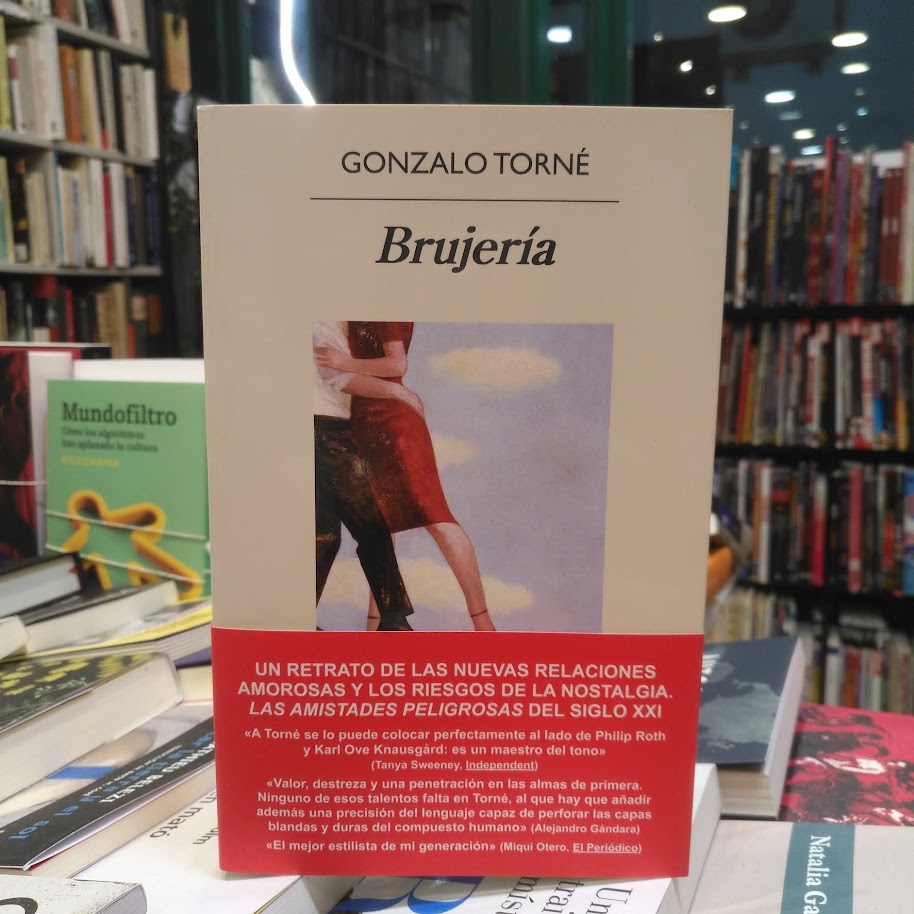 GONZALO TORNÉ
Brujería
UN RETRATO DE LAS NUEVAS RELACIONES
AMOROSAS Y LOS RIESGOS DE LA NOSTALGIA.
LAS AMISTADES PELIGROSAS DEL SIGLO XXI
«A Torné se lo puede colocar perfectamente al lado de Philip Roth
y Karl Ove Knausgård: es un maestro del tono»
(Tanya Sweeney, Independent)
«Valor, destreza y una penetración en las almas de primera.
Ninguno de esos talentos falta en Torné, al que hay que añadir
además una precisión del lenguaje capaz de perforar las capas
blandas y duras del compuesto humano» (Alejandro Gándara)
«El mejor estilista de mi generación» (Miqui Otero, El Periódico)
Mundofiltro
Cómo los algoritmos
han aplanado la cultura
KYLE CHAYKA
Natalia Ga